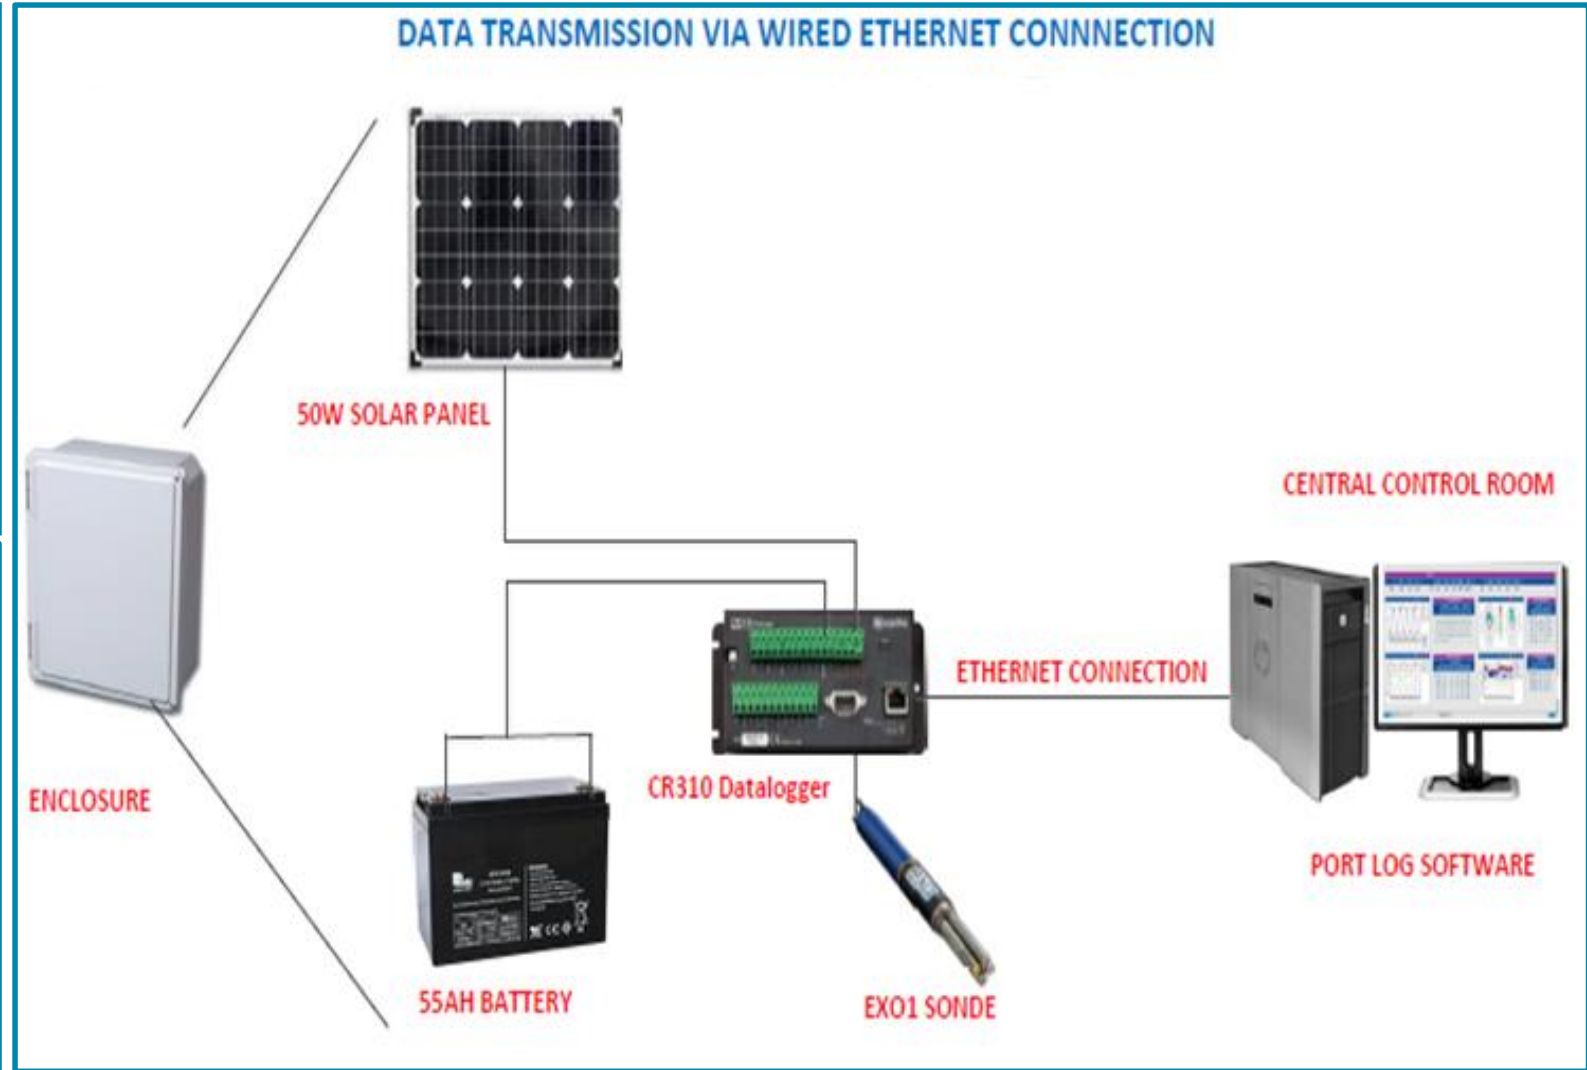 DATA TRANSMISSION VIA WIRED ETHERNET CONNNECTION
50W SOLAR PANEL
CENTRAL CONTROL ROOM
ETHERNET CONNECTION
CR310 Datalogger
ENCLOSURE
PORT LOG SOFTWARE
55AH BATTERY
EXO1 SONDE